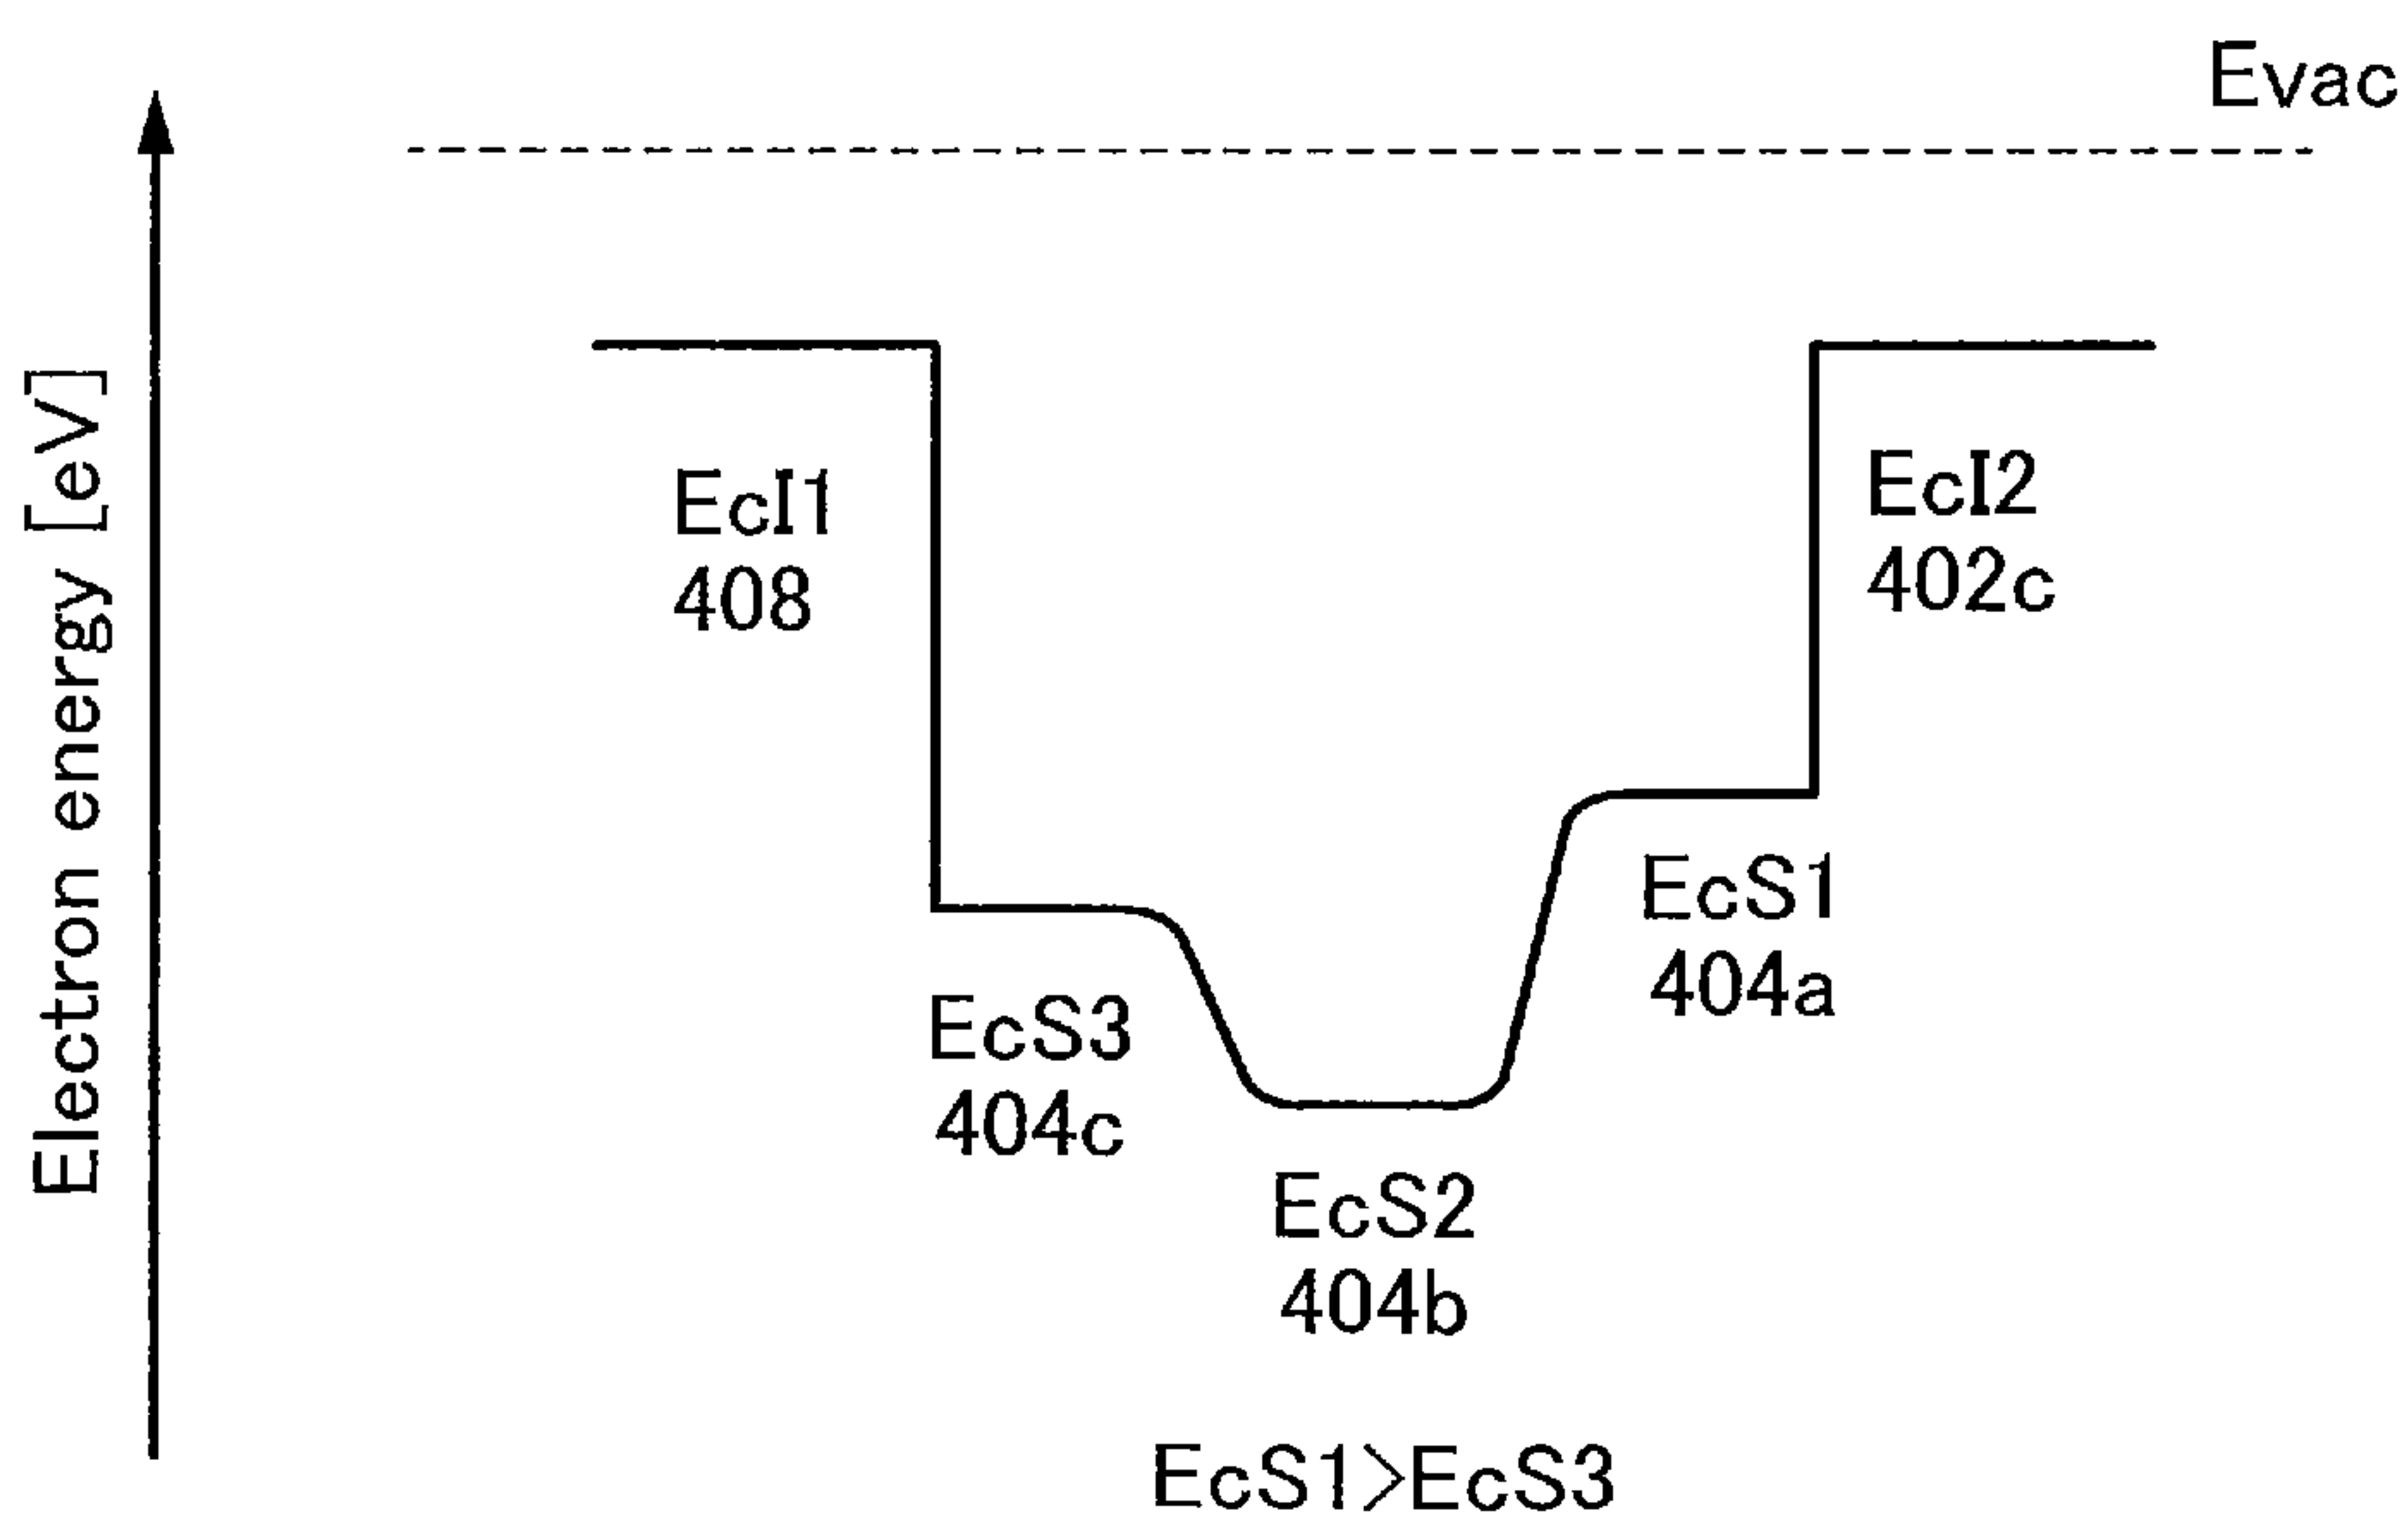 Evac
Electron energy [eV]
EcI1
408
EcI2
402c
EcS1
404a
EcS3
404c
EcS2
404b
EcS1>EcS3